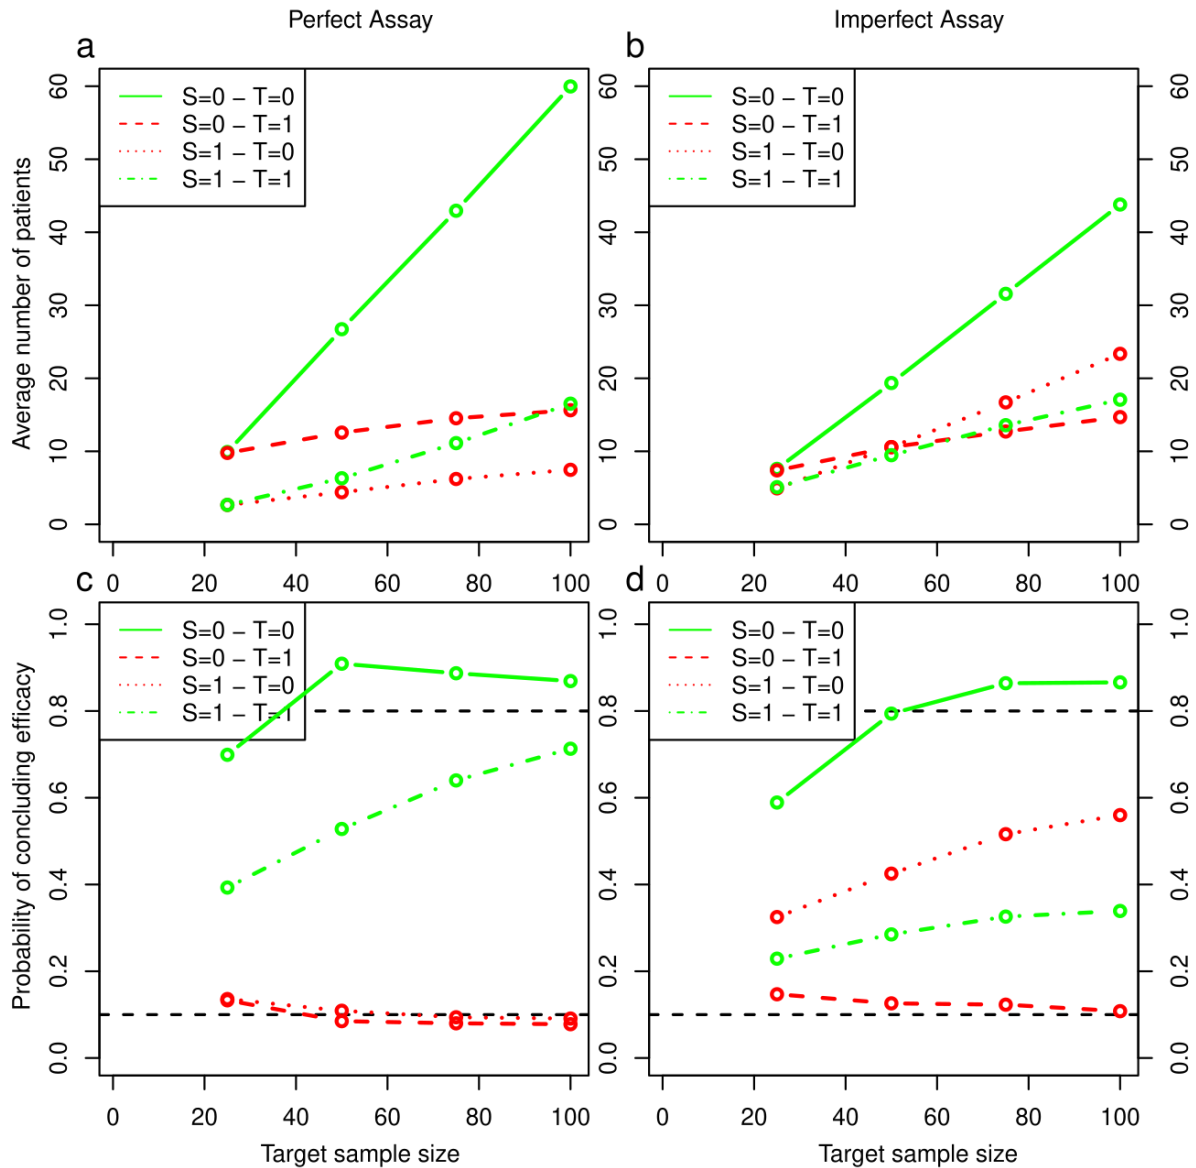 Perfect Assay
Imperfect Assay
a
b
S=0 − T=0
S=0 − T=1
S=1 − T=0
S=1 − T=1
S=0 − T=0
S=0 − T=1
S=1 − T=0
S=1 − T=1
Average number of patients
0 10 20 30 40 50 60
0 10 20 30 40 50 60
0 10 20 30 40 50 60
0 20 40 60 80 100
0 20 40 60 80 100
c
d
S=0 − T=0
S=0 − T=1
S=1 − T=0
S=1 − T=1
S=0 − T=0
S=0 − T=1
S=1 − T=0
S=1 − T=1
Probability of concluding efficacy
0.0 0.2 0.4 0.6 0.8 1.0
0.0 0.2 0.4 0.6 0.8 1.0
0.0 0.2 0.4 0.6 0.8 1.0
0 20 40 60 80 100
0 20 40 60 80 100
Target sample size
Target sample size